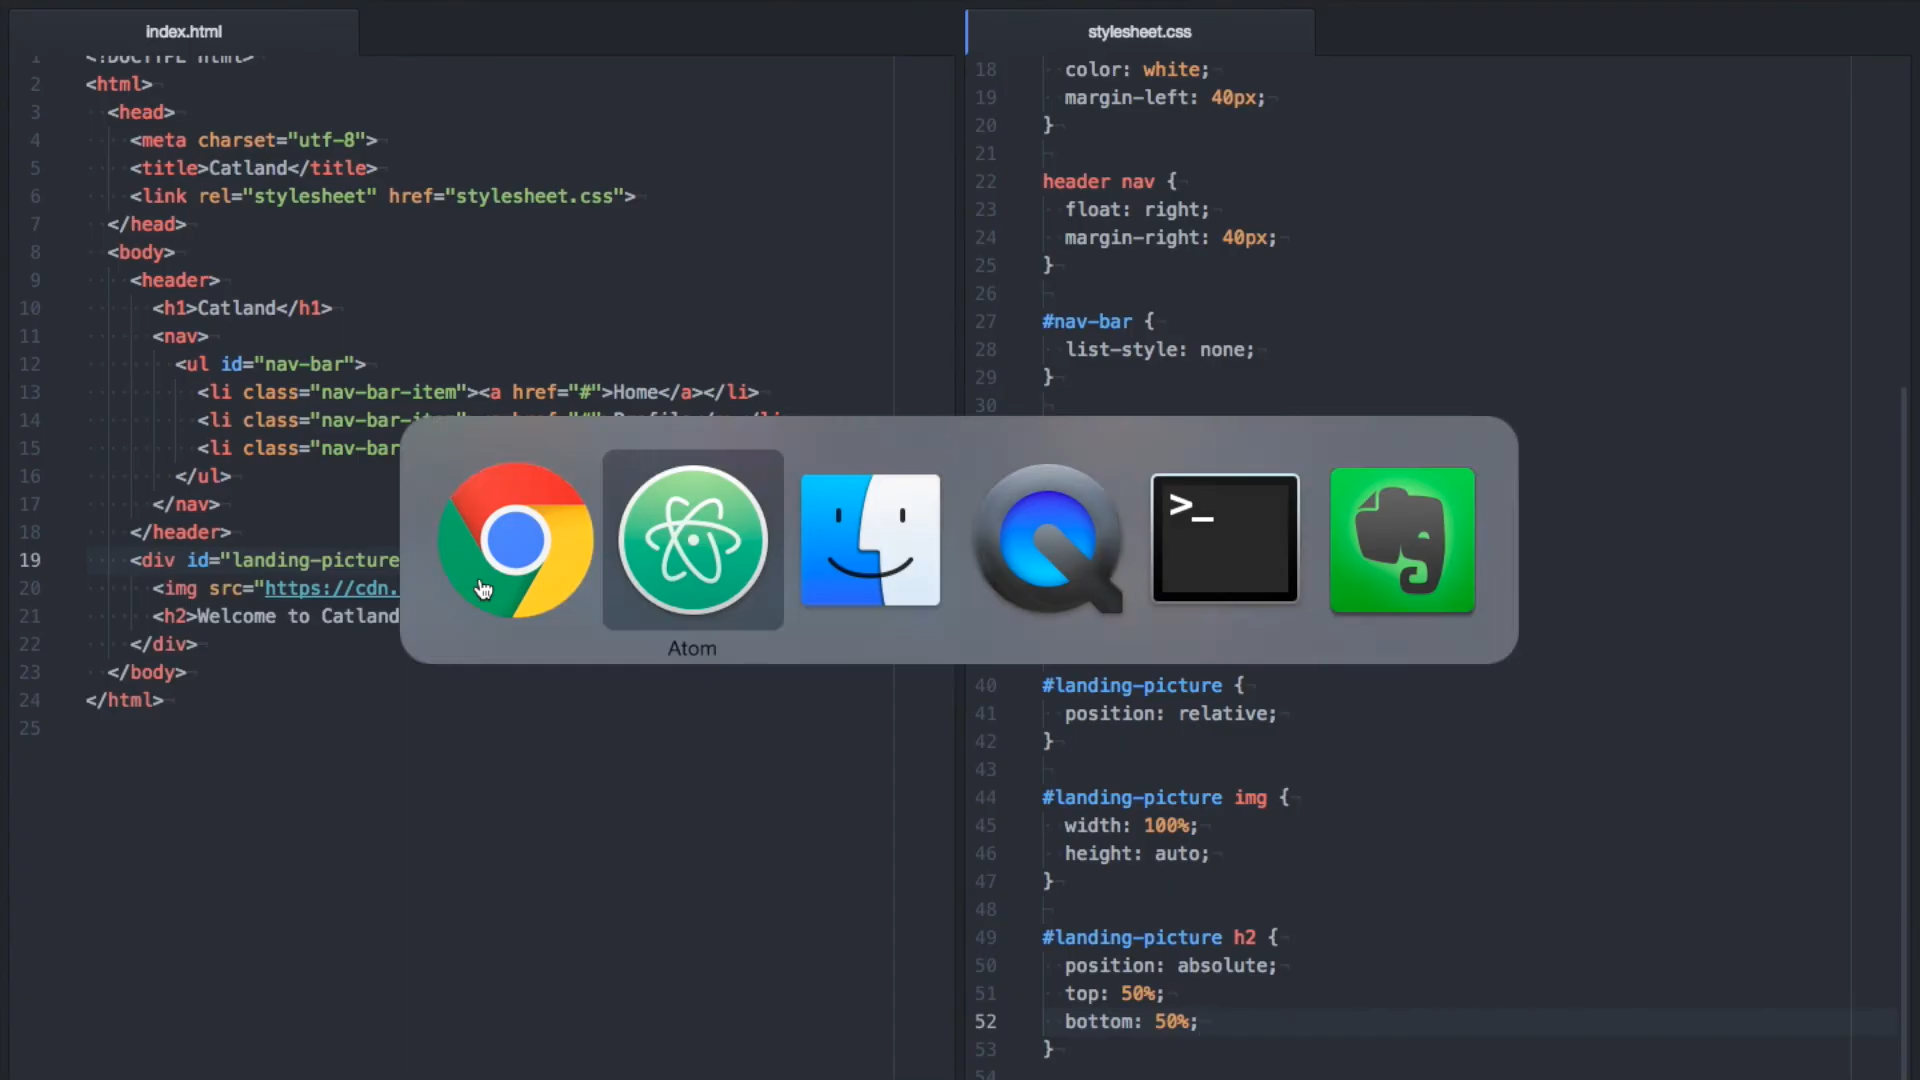 index.html
1 <!DOCTYPE html>
2 <html>
3 <head>
4 <meta charset="utf-8">
5 <title>Catland</title>
6 <link rel="stylesheet" href="stylesheet.css">
7 </head>
8 <body>
9 <header>
10 <h1>Catland</h1>
11 <nav>
12 <ul id="nav-bar">
13 <li class="nav-bar-item"><a href="#">Home</a></li>
14 <li class="nav-bar-
15 <li class="nav-bar
16 </ul>
17 </nav>
18 </header>
19 <div id="landing-picture
20 <img src="https://cdn.
21 <h2>Welcome to Catland
22 </div>
23 </body>
24 </html>
25
stylesheet.css
18 color: white;
19 margin-left: 40px;
20 }
21
22 header nav {
23 float: right;
24 margin-right: 40px;
25 }
26
27 #nav-bar {
28 list-style: none;
29 }
30
40 #landing-picture {
41 position: relative;
42 }
43
44 #landing-picture img {
45 width: 100%;
46 height: auto;
47 }
48
49 #landing-picture h2 {
50 position: absolute;
51 top: 50%;
52 bottom: 50%;
53 }
54
>_
Atom